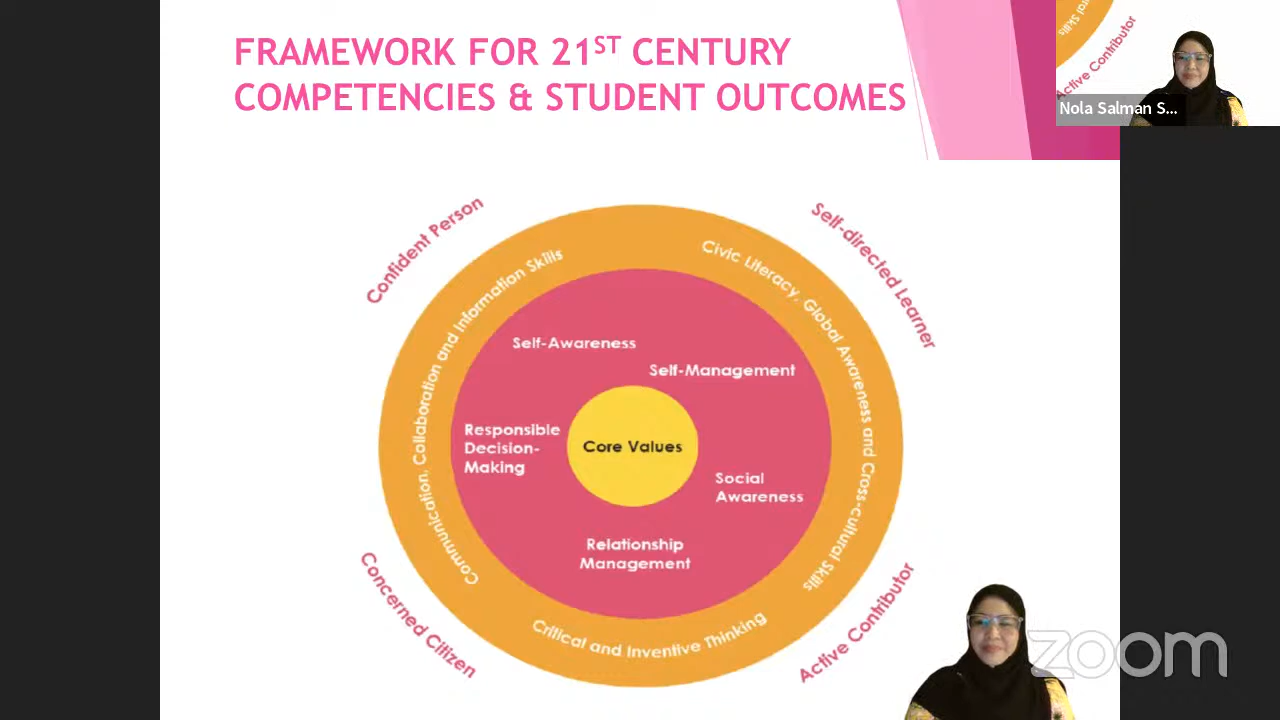 FRAMEWORK FOR 21ST CENTURY
COMPETENCIES & STUDENT OUTCOMES
ural Skills
Active Contributor
Nola Salman S...
Confident Person
Self-directed Learner
Communication, Collaboration and Information Skills
Civic Literacy, Global Awareness and Cross-cultural Skills
Self-Awareness
Self-Management
Responsible
Decision-
Making
Core Values
Social
Awareness
Relationship
Management
Critical and Inventive Thinking
Concerned Citizen
Active Contributor
zoom